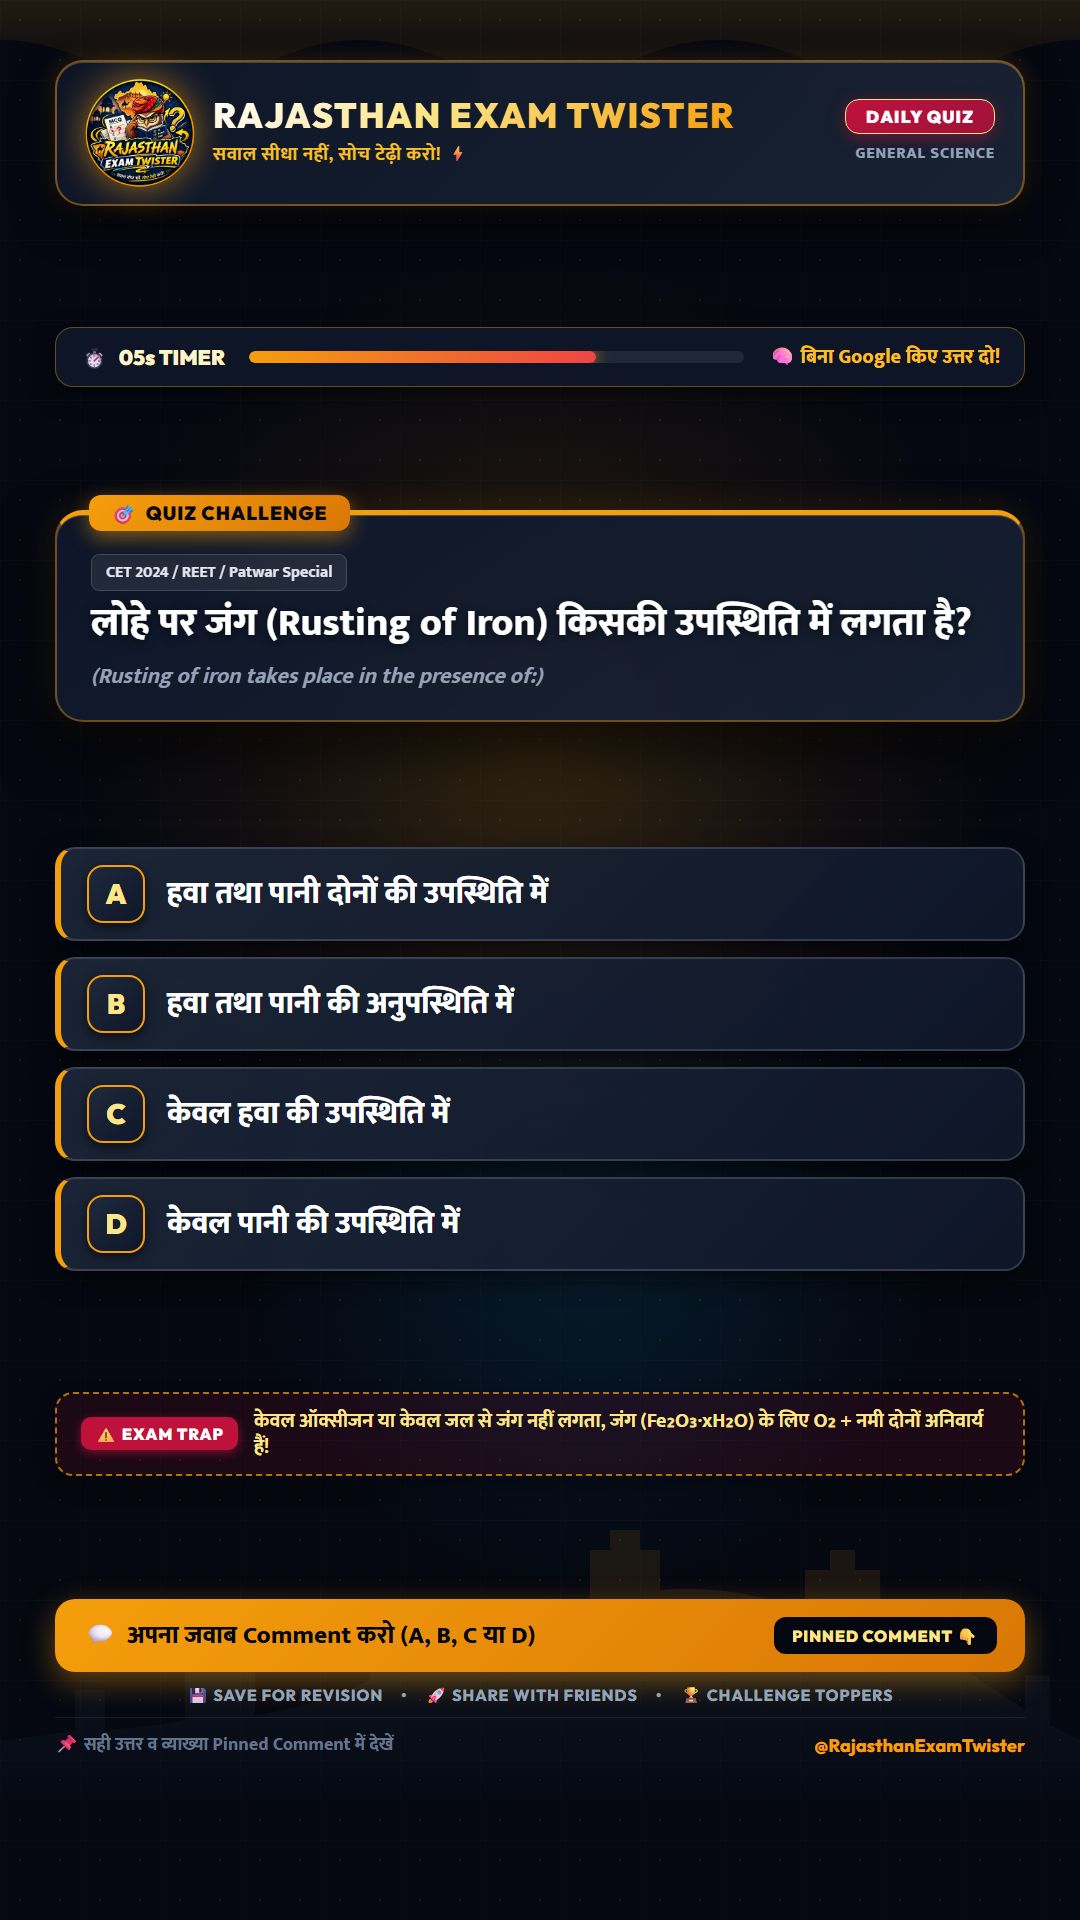 RAJASTHAN EXAM TWISTER
सवाल सीधा नहीं, सोच टेढ़ी करो! ⚡
DAILY QUIZ
GENERAL SCIENCE
MCQ
RAJASTHAN
EXAM TWISTER
⏱️ 05s TIMER
🧠 बिना Google किए उत्तर दो!
🎯 QUIZ CHALLENGE
CET 2024 / REET / Patwar Special
लोहे पर जंग (Rusting of Iron) किसकी उपस्थिति में लगता है?
(Rusting of iron takes place in the presence of:)
A हवा तथा पानी दोनों की उपस्थिति में
B हवा तथा पानी की अनुपस्थिति में
C केवल हवा की उपस्थिति में
D केवल पानी की उपस्थिति में
⚠️ EXAM TRAP
केवल ऑक्सीजन या केवल जल से जंग नहीं लगता, जंग (Fe₂O₃·xH₂O) के लिए O₂ + नमी दोनों अनिवार्य
हैं!
💬 अपना जवाब Comment करो (A, B, C या D)
PINNED COMMENT 👇
💾 SAVE FOR REVISION • 🚀 SHARE WITH FRIENDS • 🏆 CHALLENGE TOPPERS
📌 सही उत्तर व व्याख्या Pinned Comment में देखें
@RajasthanExamTwister